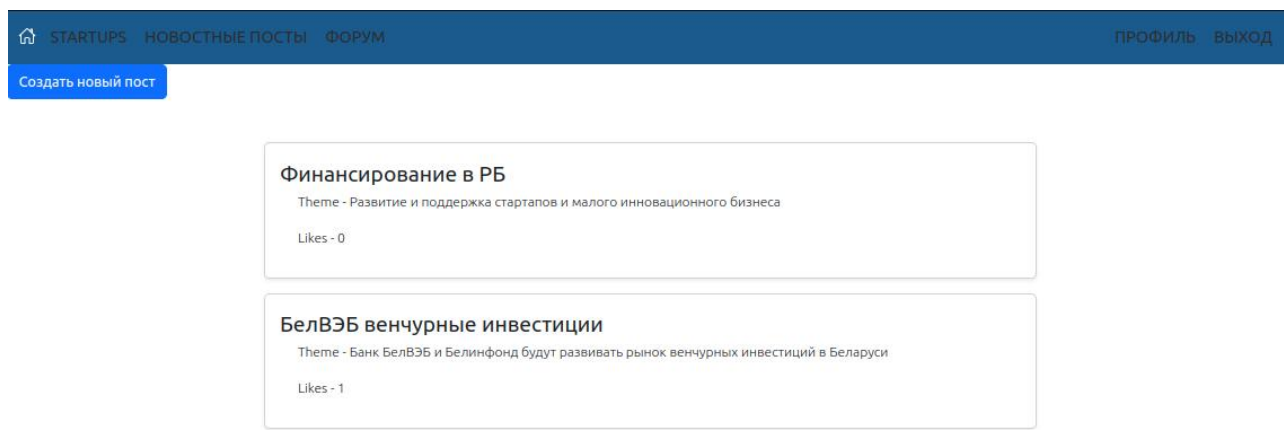 STARTUPS НОВОСТНЫЕ ПОСТЫ ФОРУМ ПРОФИЛЬ ВЫХОД
Создать новый пост
Финансирование в РБ
Theme - Развитие и поддержка стартапов и малого инновационного бизнеса
Likes - 0
БелВЭБ венчурные инвестиции
Theme - Банк БелВЭБ и Белинфонд будут развивать рынок венчурных инвестиций в Беларуси
Likes - 1